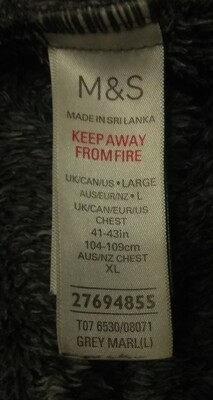 M&S
MADE IN SRI LANKA
KEEP AWAY
FROM FIRE
UK/CAN/US • LARGE
AUS/EUR/NZ • L
UK/CAN/EUR/US
CHEST
41-43in
104-109cm
AUS/NZ CHEST
XL
27694855
T07 6530/08071
GREY MARL(L)